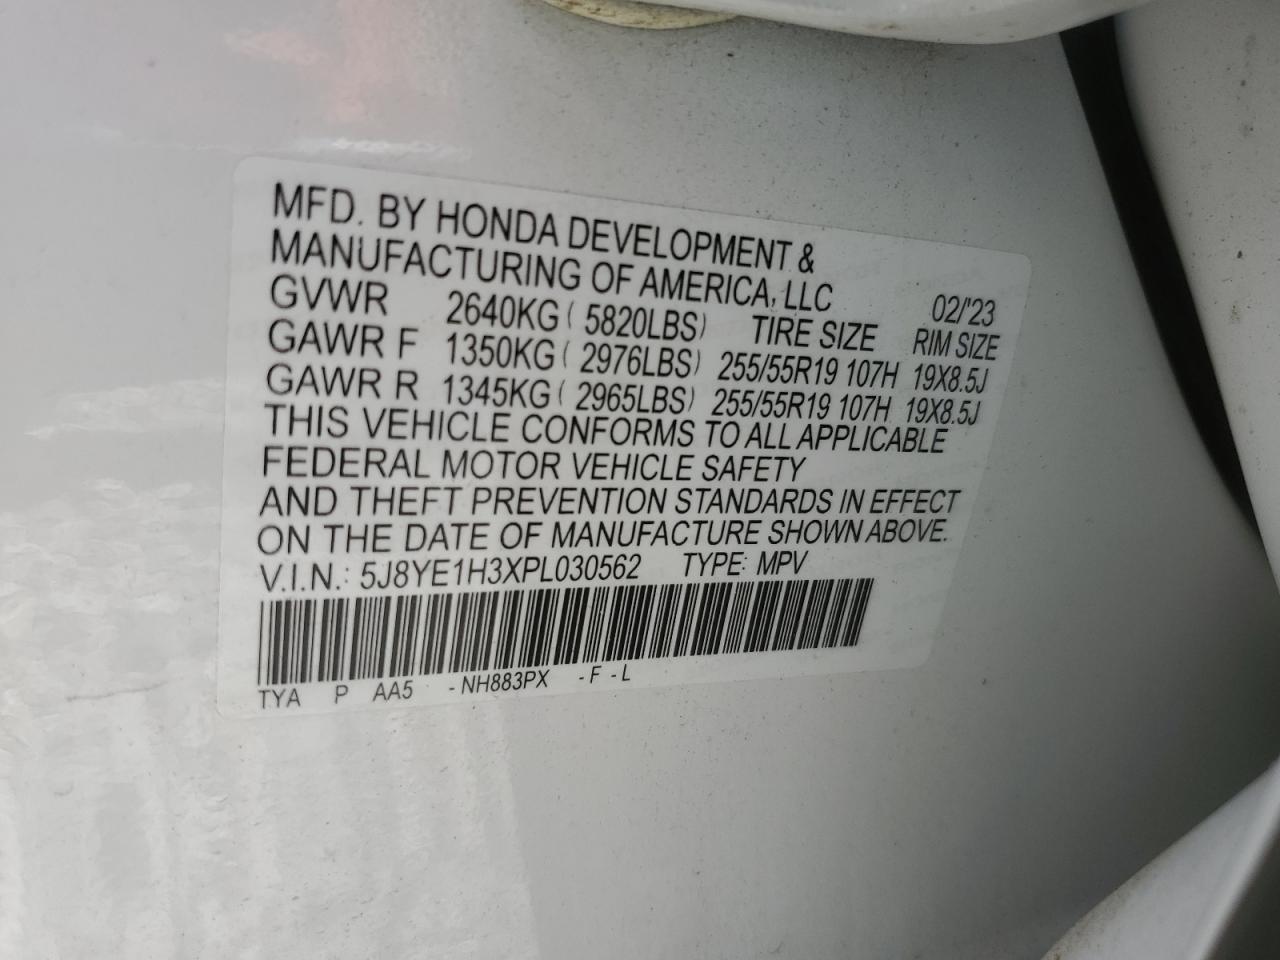 MFD. BY HONDA DEVELOPMENT &
MANUFACTURING OF AMERICA, LLC 02/'23
GVWR 2640KG ( 5820LBS) TIRE SIZE RIM SIZE
GAWR F 1350KG ( 2976LBS) 255/55R19 107H 19X8.5J
GAWR R 1345KG ( 2965LBS) 255/55R19 107H 19X8.5J
THIS VEHICLE CONFORMS TO ALL APPLICABLE
FEDERAL MOTOR VEHICLE SAFETY
AND THEFT PREVENTION STANDARDS IN EFFECT
ON THE DATE OF MANUFACTURE SHOWN ABOVE.
V.I.N.: 5J8YE1H3XPL030562 TYPE: MPV
TYA P AA5 -NH883PX -F-L